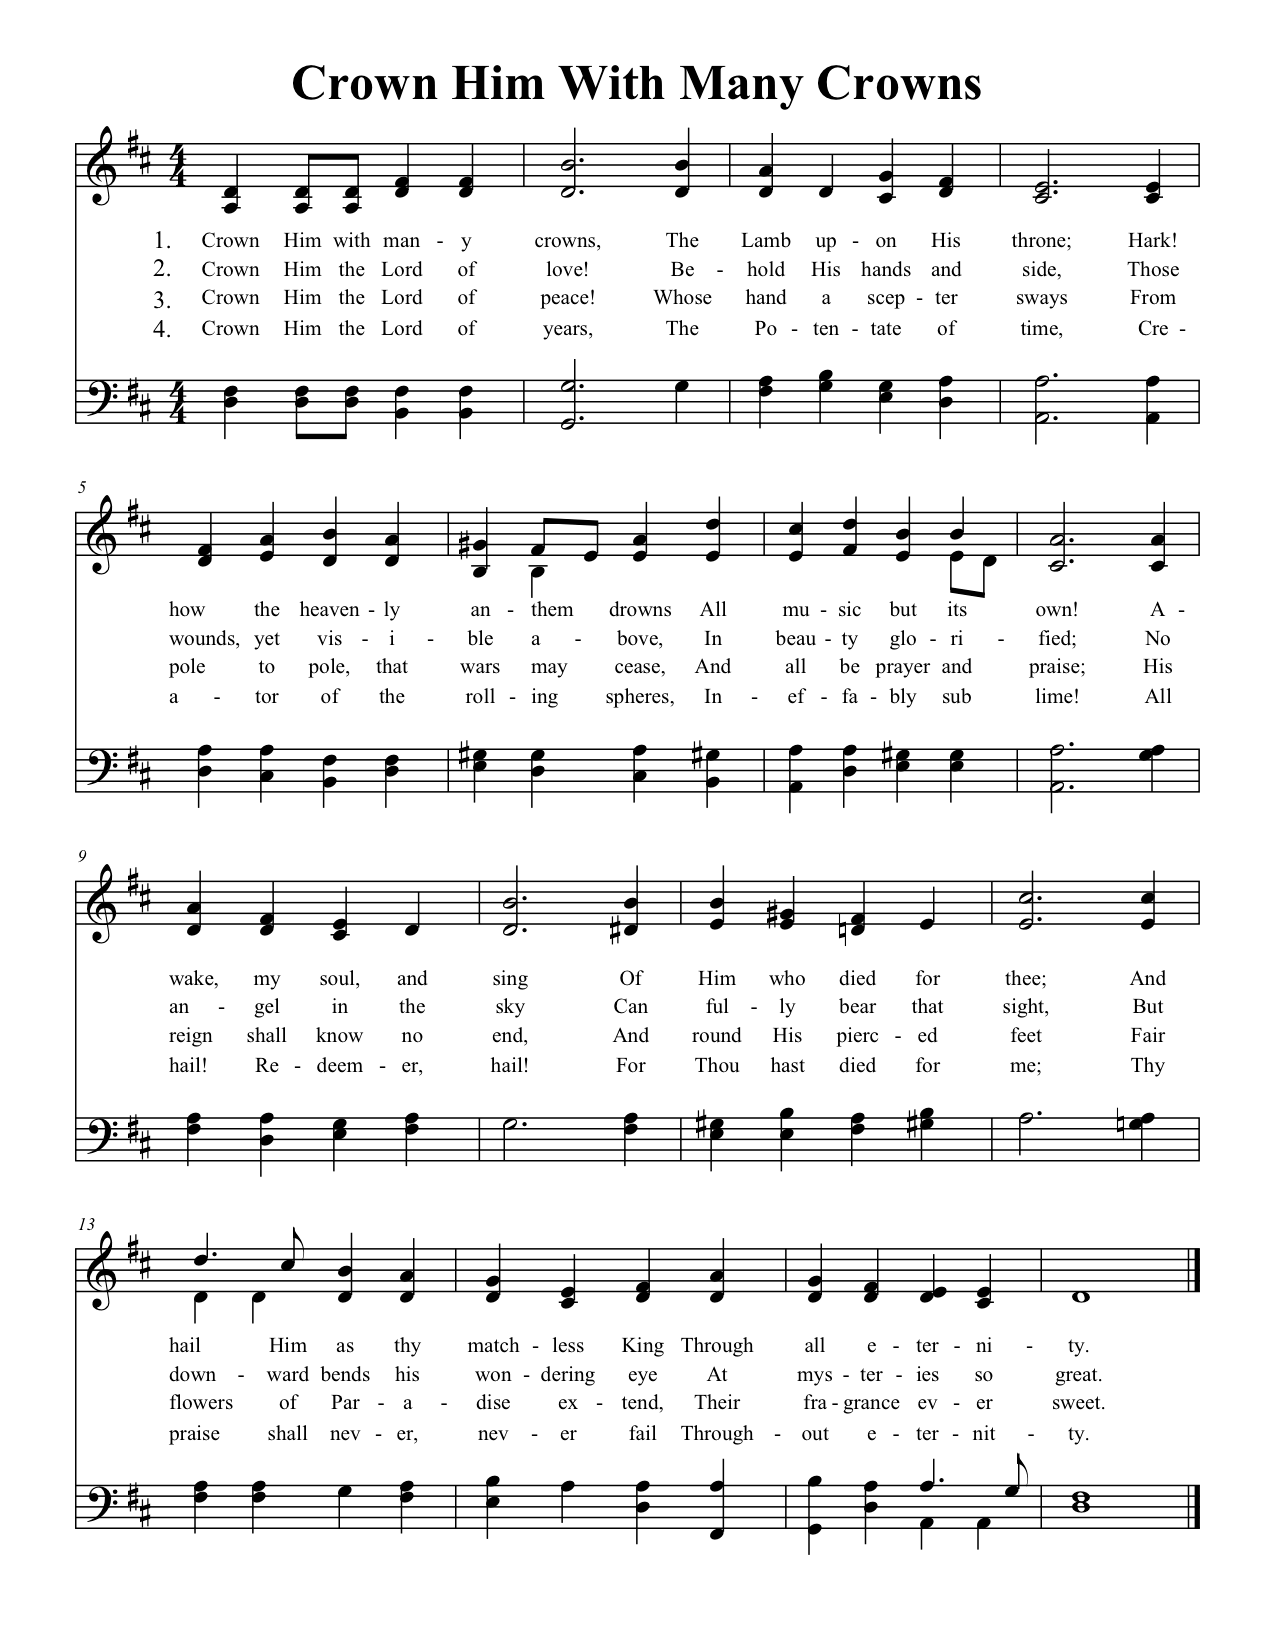 Crown Him With Many Crowns
4 4
1. Crown Him with man - y crowns, The Lamb up - on His throne; Hark!
2. Crown Him the Lord of love! Be - hold His hands and side, Those
3. Crown Him the Lord of peace! Whose hand a scep - ter sways From
4. Crown Him the Lord of years, The Po - ten - tate of time, Cre -
4 4
5
how the heaven - ly an - them drowns All mu - sic but its own! A -
wounds, yet vis - i - ble a - bove, In beau - ty glo - ri - fied; No
pole to pole, that wars may cease, And all be prayer and praise; His
a - tor of the roll - ing spheres, In - ef - fa - bly sub lime! All
9
wake, my soul, and sing Of Him who died for thee; And
an - gel in the sky Can ful - ly bear that sight, But
reign shall know no end, And round His pierc - ed feet Fair
hail! Re - deem - er, hail! For Thou hast died for me; Thy
13
hail Him as thy match - less King Through all e - ter - ni - ty.
down - ward bends his won - dering eye At mys - ter - ies so great.
flowers of Par - a - dise ex - tend, Their fra - grance ev - er sweet.
praise shall nev - er, nev - er fail Through - out e - ter - nit - ty.